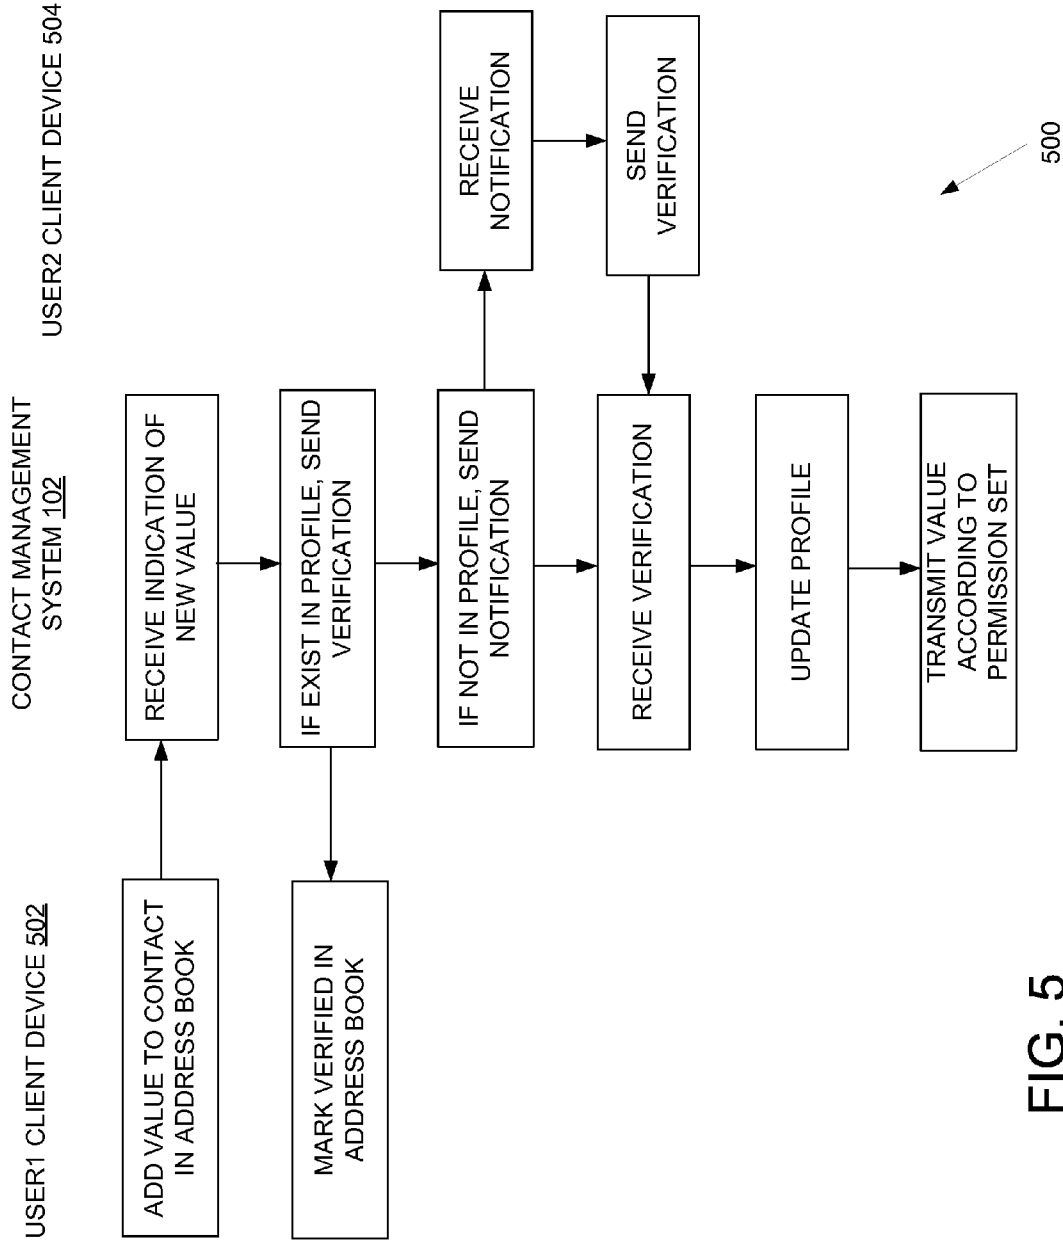 USER1 CLIENT DEVICE 502
CONTACT MANAGEMENT
SYSTEM 102
USER2 CLIENT DEVICE 504
ADD VALUE TO CONTACT
IN ADDRESS BOOK
RECEIVE INDICATION OF
NEW VALUE
IF EXIST IN PROFILE, SEND
VERIFICATION
MARK VERIFIED IN
ADDRESS BOOK
IF NOT IN PROFILE, SEND
NOTIFICATION
RECEIVE
NOTIFICATION
SEND
VERIFICATION
RECEIVE VERIFICATION
UPDATE PROFILE
TRANSMIT VALUE
ACCORDING TO
PERMISSION SET
500
FIG. 5